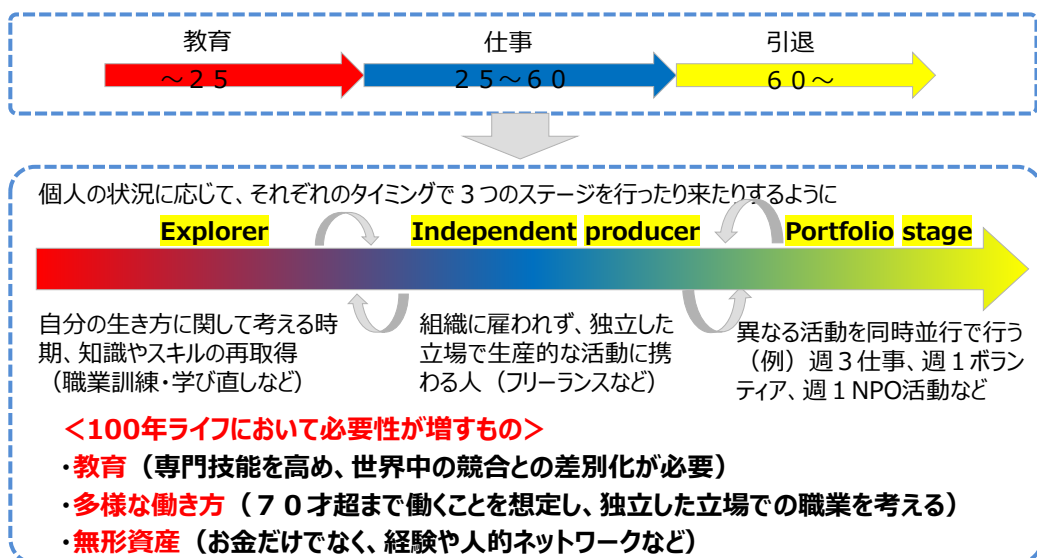 教育 仕事 引退
～２５ ２５～６０ ６０～
個人の状況に応じて、それぞれのタイミングで３つのステージを行ったり来たりするように
Explorer Independent producer Portfolio stage
自分の生き方に関して考える時
期、知識やスキルの再取得
（職業訓練・学び直しなど）
組織に雇われず、独立した
立場で生産的な活動に携
わる人（フリーランスなど）
異なる活動を同時並行で行う
（例）週３仕事、週１ボラン
ティア、週１NPO活動など
＜100年ライフにおいて必要性が増すもの＞
・教育（専門技能を高め、世界中の競合との差別化が必要）
・多様な働き方（７０才超まで働くことを想定し、独立した立場での職業を考える）
・無形資産（お金だけでなく、経験や人的ネットワークなど）